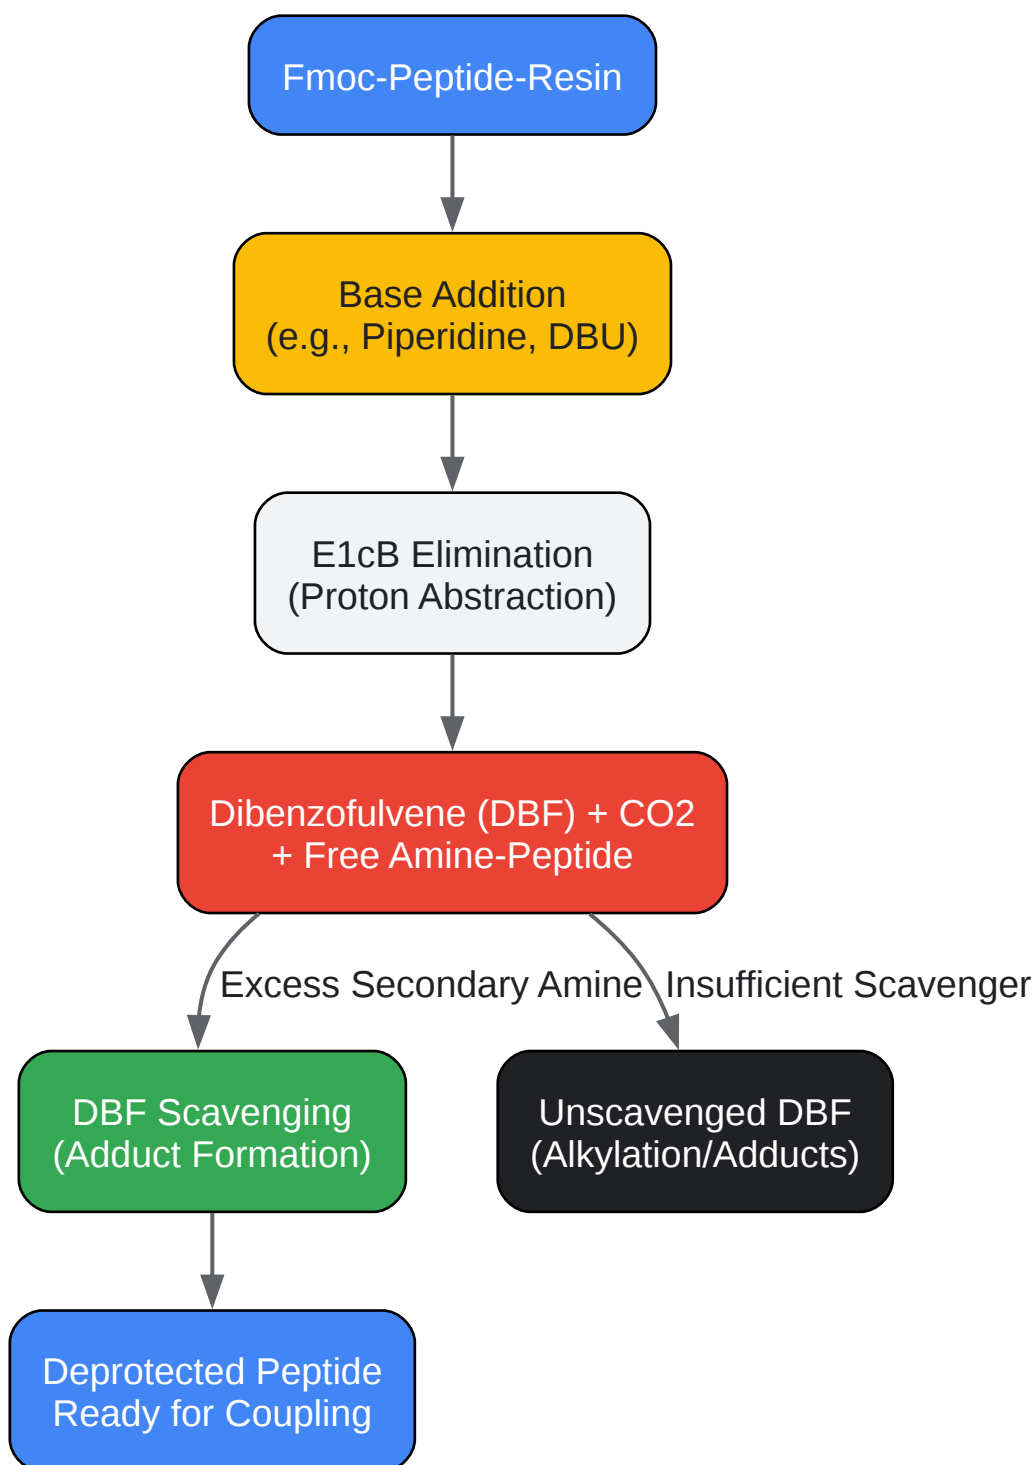 Fmoc-Peptide-Resin
Base Addition
(e.g., Piperidine, DBU)
E1cB Elimination
(Proton Abstraction)
Dibenzofulvene (DBF) + CO2
+ Free Amine-Peptide
Excess Secondary Amine
Insufficient Scavenger
DBF Scavenging
(Adduct Formation)
Unscavenged DBF
(Alkylation/Adducts)
Deprotected Peptide
Ready for Coupling